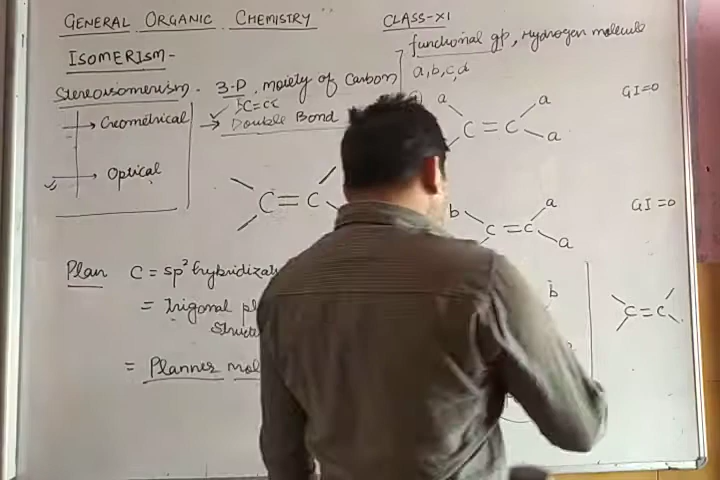 GENERAL ORGANIC CHEMISTRY
CLASS-XI
ISOMERISM-
functional gp, Hydrogen molecule
a,b,c,d
Stereoisomerism. 3-D, moiety of Carbon
Geometrical
Double Bond
Optical
a
C=C
a
a
GI=0
C=C
b
C=C
a
a
GI=0
Plan C = sp² hybridizat
= Trigonal pl
= Planner mol
b
C=C